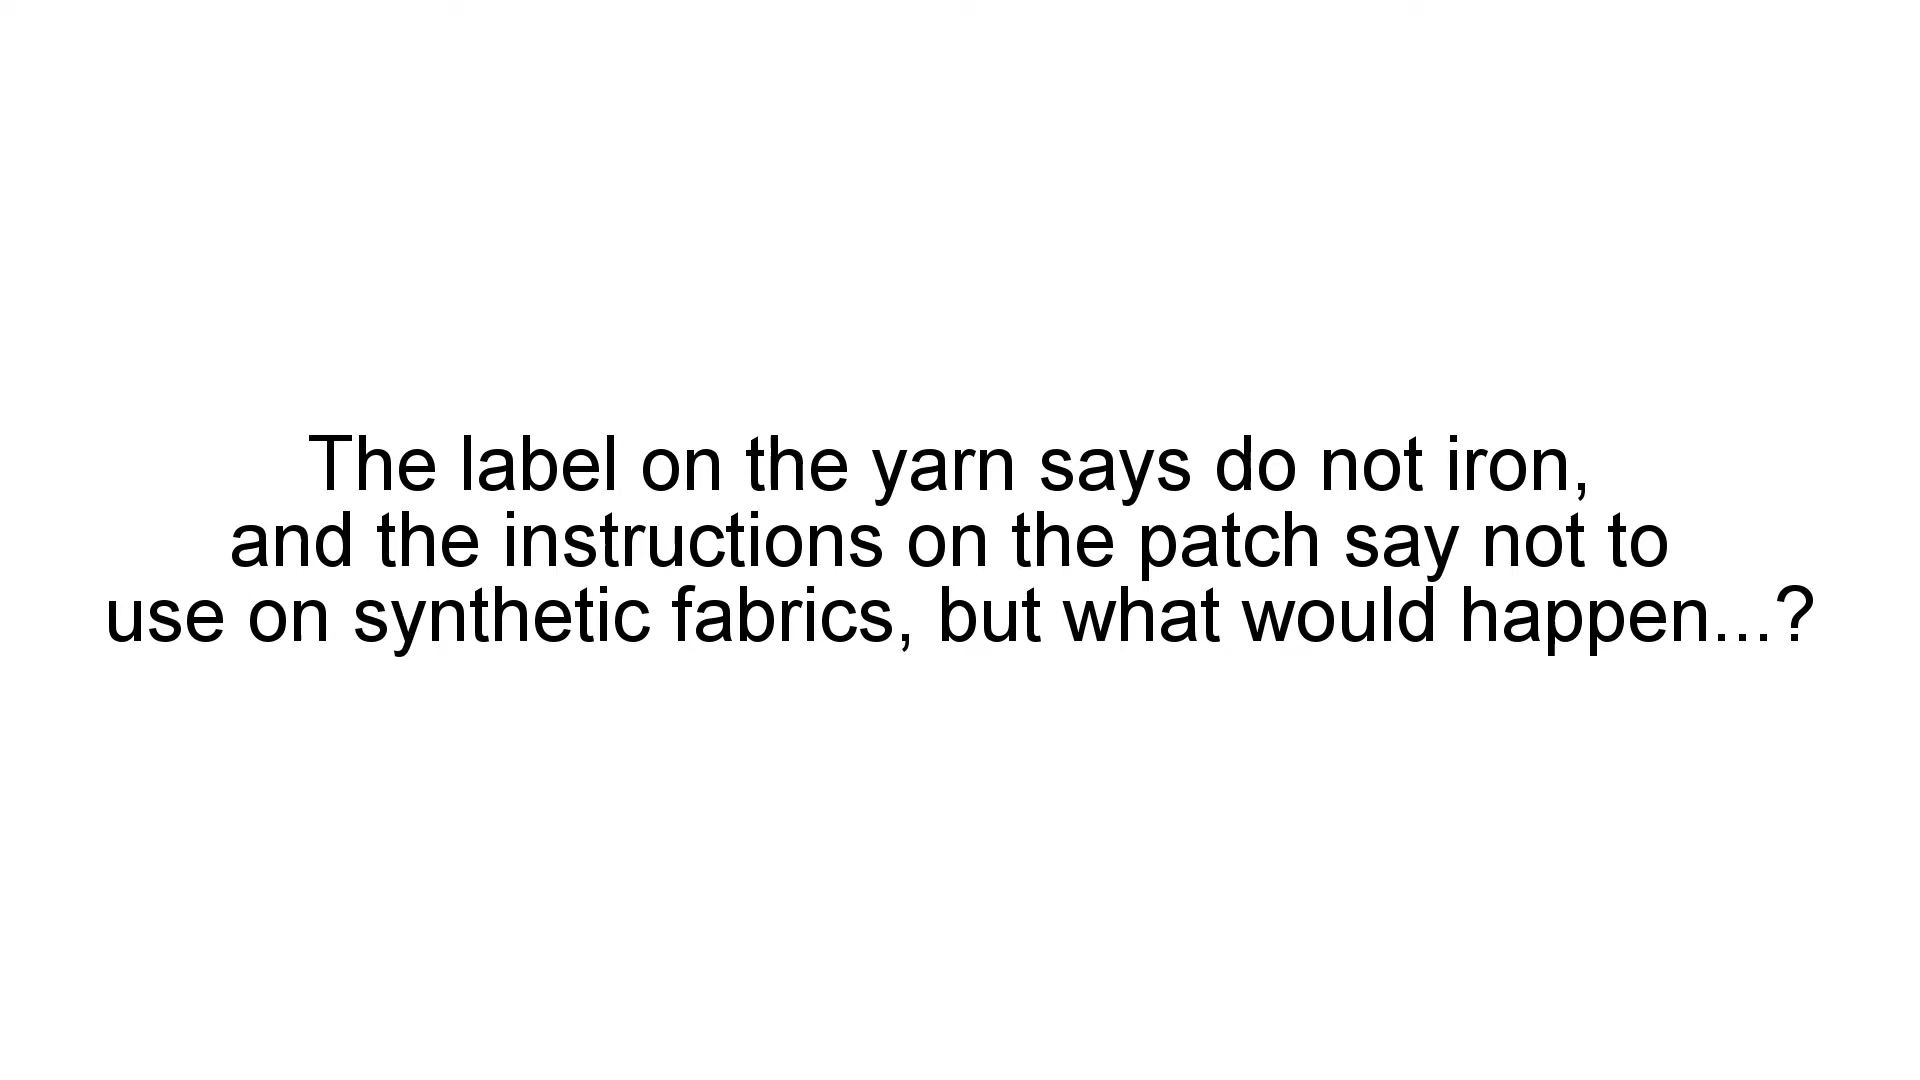 The label on the yarn says do not iron,
and the instructions on the patch say not to
use on synthetic fabrics, but what would happen...?